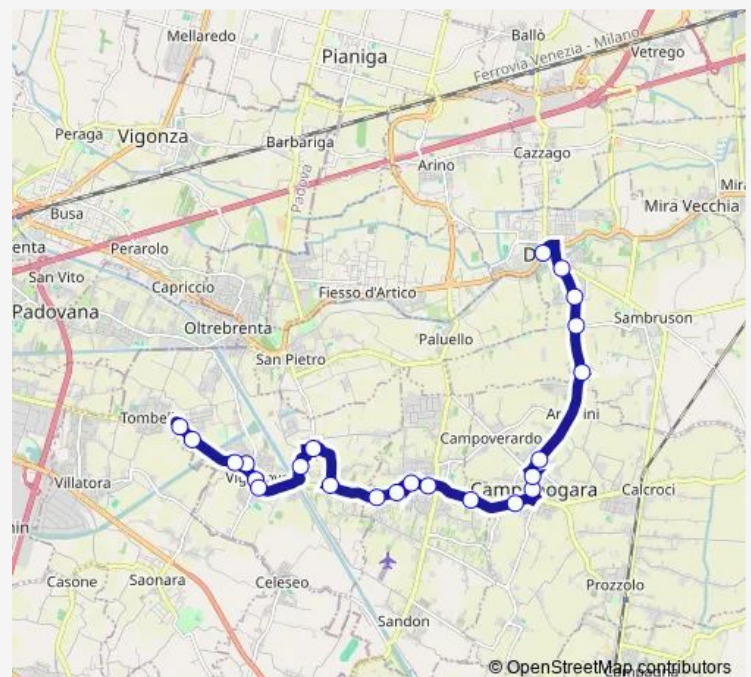 Mellaredo
Ballò
Vetrego
Pianiga
Ferrovia Venezia - Milano
Peraga
Vigonza
Barbariga
Cazzago
Arino
Padova
Mira Vecchia
Busa
Perarolo
San Vito
Capriccio
Fiesso d'Artico
Padovana
Oltrebrenta
Sambruson
Paluello
San Pietro
Campoverardo
Villatora
Calcroci
Casone
Saonara
Celeseo
Prozzolo
Sandon
© OpenStreetMap contributors